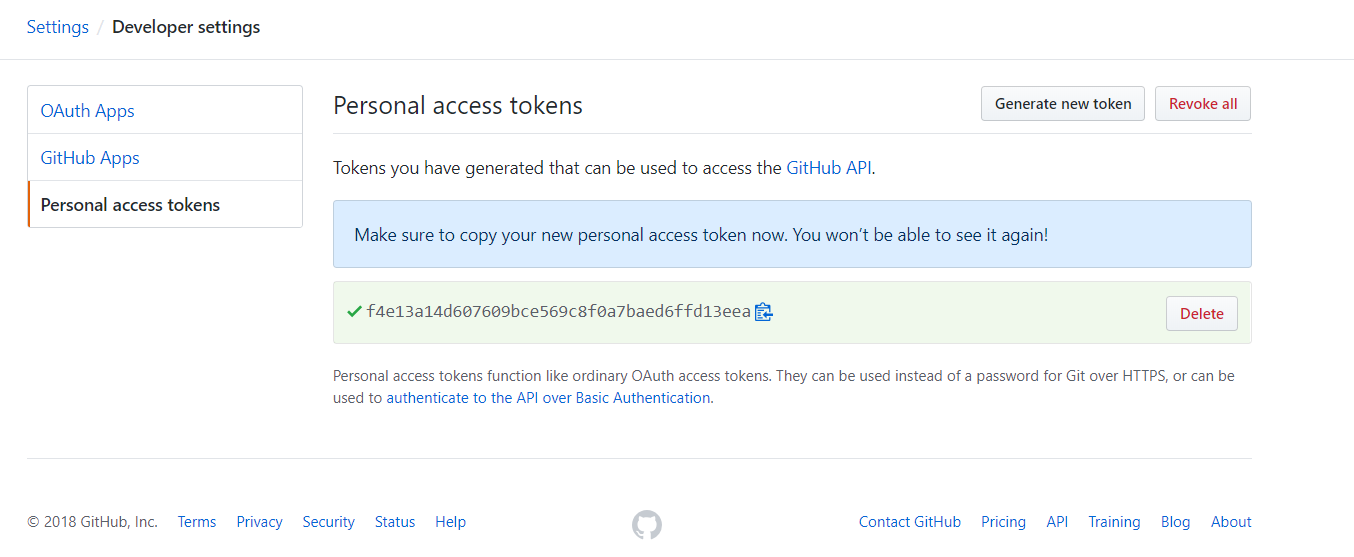 Settings / Developer settings
OAuth Apps
GitHub Apps
Personal access tokens
Personal access tokens
Generate new token
Revoke all
Tokens you have generated that can be used to access the GitHub API.
Make sure to copy your new personal access token now. You won’t be able to see it again!
f4e13a14d607609bce569c8f0a7baed6ffd13eea
Delete
Personal access tokens function like ordinary OAuth access tokens. They can be used instead of a password for Git over HTTPS, or can be
used to authenticate to the API over Basic Authentication.
© 2018 GitHub, Inc. Terms Privacy Security Status Help
Contact GitHub Pricing API Training Blog About